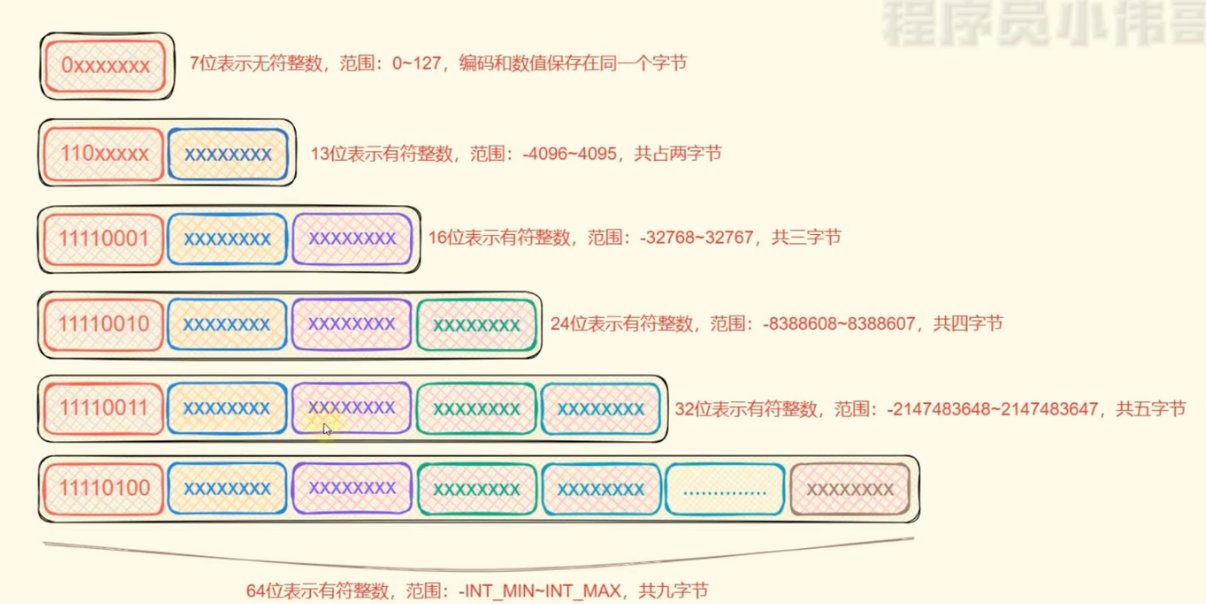 程序员小伟哥
0xxxxxxx 7位表示无符整数，范围：0~127，编码和数值保存在同一个字节
110xxxxx xxxxxxxx 13位表示有符整数，范围：-4096~4095，共占两字节
11110001 xxxxxxxx xxxxxxxx 16位表示有符整数，范围：-32768~32767，共三字节
11110010 xxxxxxxx xxxxxxxx xxxxxxxx 24位表示有符整数，范围：-8388608~8388607，共四字节
11110011 xxxxxxxx xxxxxxxx xxxxxxxx xxxxxxxx 32位表示有符整数，范围：-2147483648~2147483647，共五字节
11110100 xxxxxxxx xxxxxxxx xxxxxxxx xxxxxxxx .............. xxxxxxxx
64位表示有符整数，范围：-INT_MIN~INT_MAX，共九字节